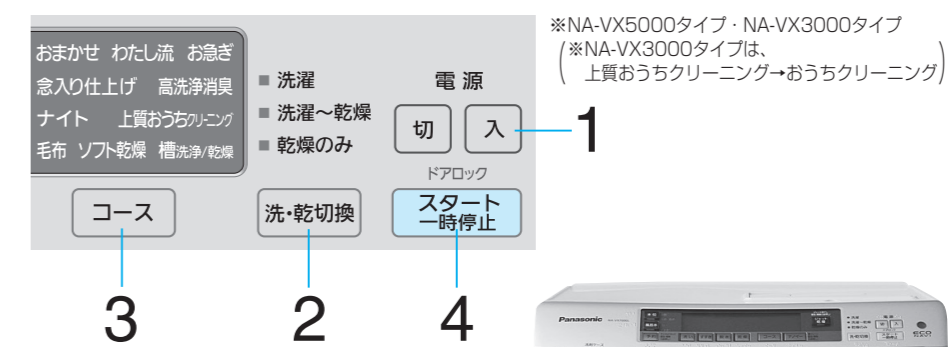 ※NA-VX5000タイプ・NA-VX3000タイプ
(※NA-VX3000タイプは、
上質おうちクリーニング→おうちクリーニング)
おまかせ わたし流 お急ぎ
念入り仕上げ 高洗浄消臭
ナイト 上質おうちクリーニング
毛布 ソフト乾燥 槽洗浄/乾燥
■ 洗濯
■ 洗濯〜乾燥
■ 乾燥のみ
電源
切 入
1
ドアロック
コース
洗・乾切換
スタート
一時停止
3
2
4
Panasonic